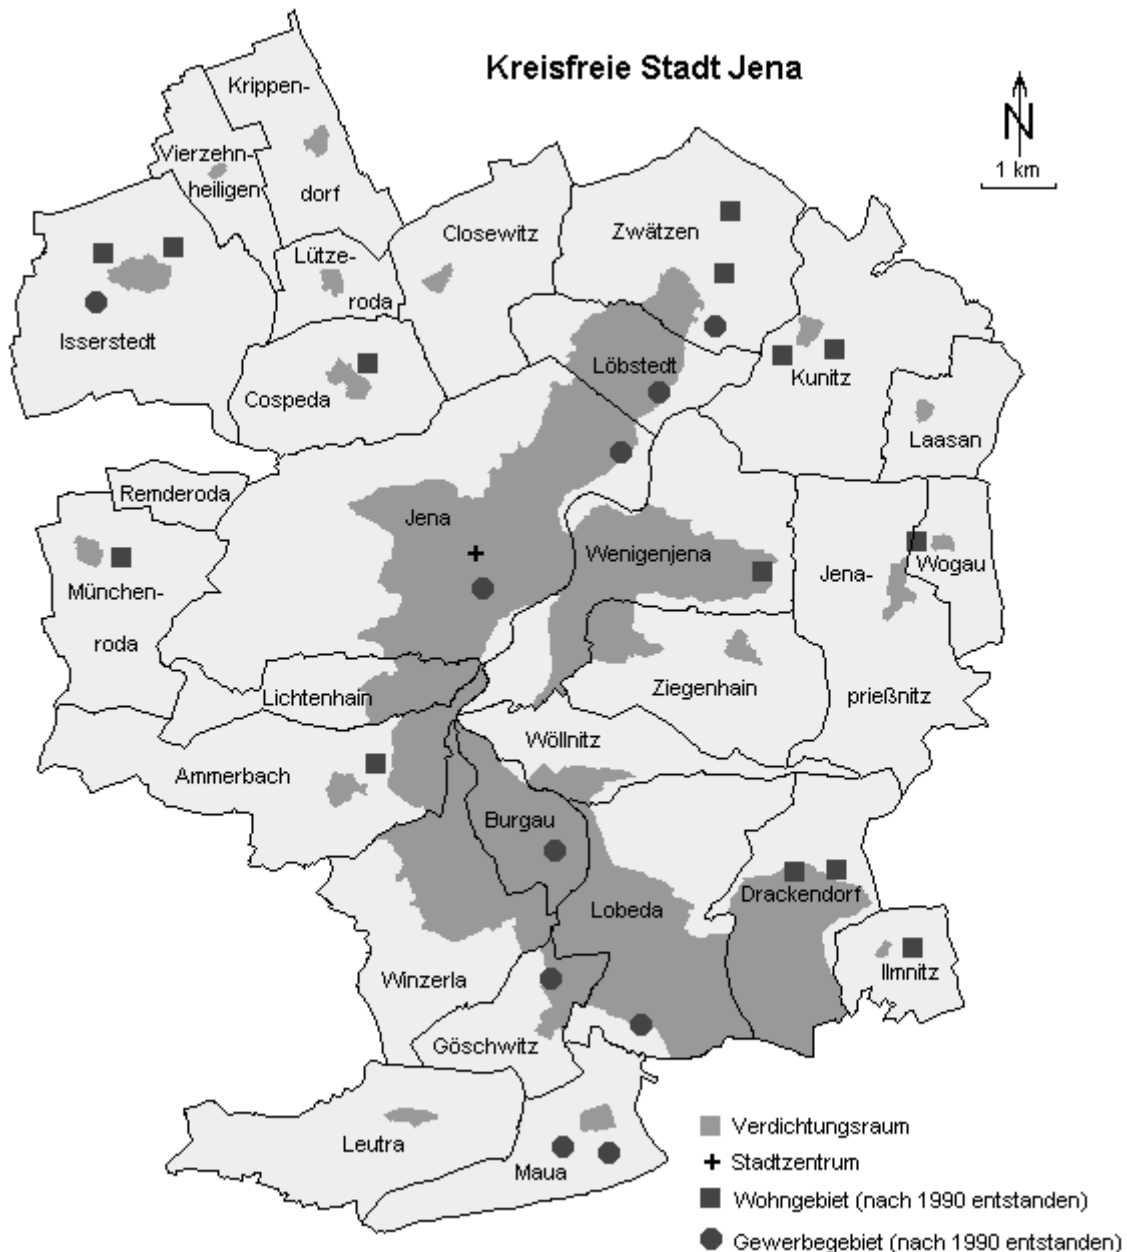 Kreisfreie Stadt Jena
N
1 km
Krippen-
dorf
Vierzehn-
heiligen
Closewitz
Zwätzen
Lütze-
roda
Isserstedt
Löbstedt
Kunitz
Cospeda
Laasan
Remderoda
Jena
Wenigenjena
Jena-
prießnitz
Wogau
München-
roda
Lichtenhain
Ziegenhain
Wöllnitz
Ammerbach
Burgau
Drackendorf
Lobeda
Winzerla
Ilmnitz
Göschwitz
Leutra
Maua
Verdichtungsraum
Stadtzentrum
Wohngebiet (nach 1990 entstanden)
Gewerbegebiet (nach 1990 entstanden)